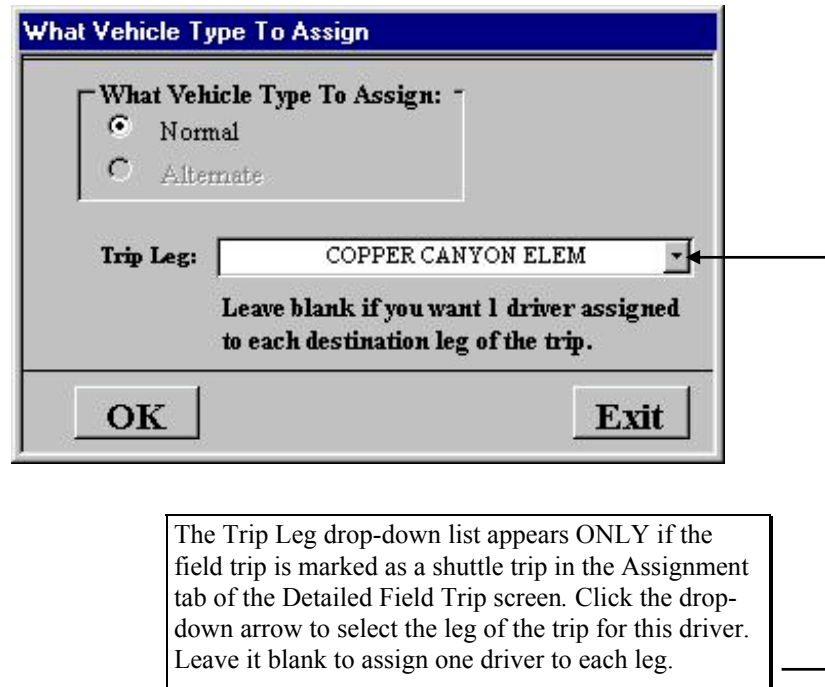 What Vehicle Type To Assign
What Vehicle Type To Assign:
Normal
Alternate
Trip Leg: COPPER CANYON ELEM
Leave blank if you want 1 driver assigned
to each destination leg of the trip.
OK Exit
The Trip Leg drop-down list appears ONLY if the
field trip is marked as a shuttle trip in the Assignment
tab of the Detailed Field Trip screen. Click the drop-
down arrow to select the leg of the trip for this driver.
Leave it blank to assign one driver to each leg.